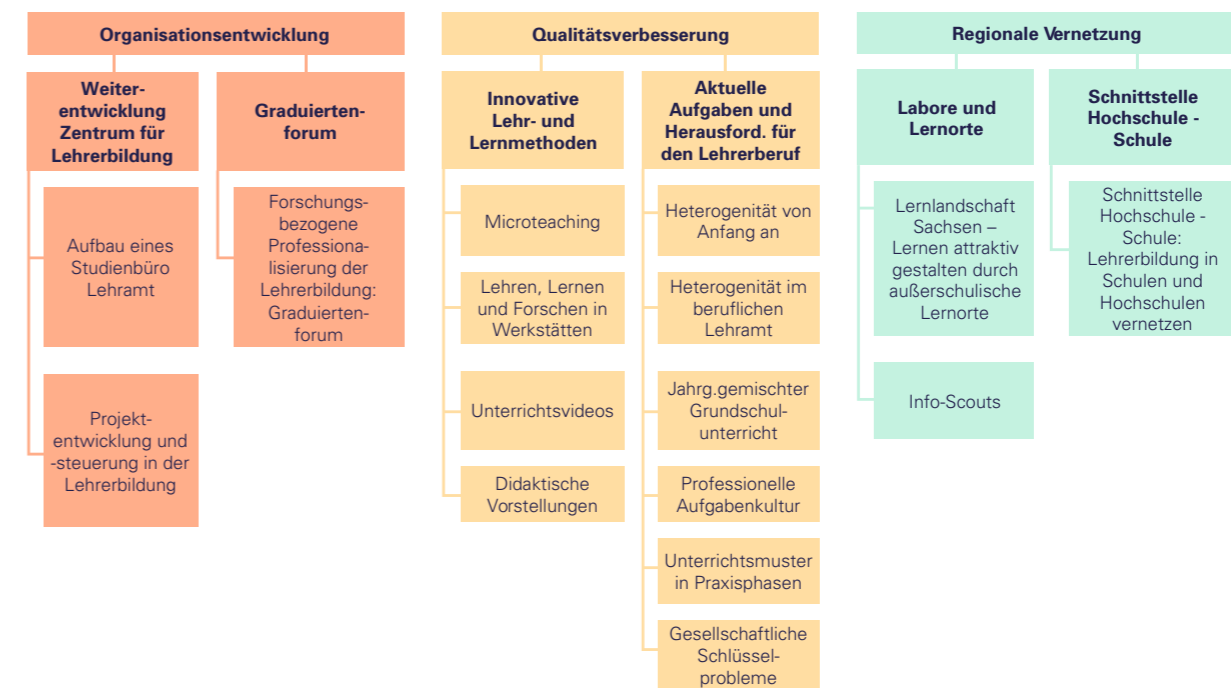 Organisationsentwicklung
Weiter-
entwicklung
Zentrum für
Lehrerbildung
Graduierten-
forum
Aufbau eines
Studienbüro
Lehramt
Projekt-
entwicklung und
-steuerung in der
Lehrerbildung
Forschungs-
bezogene
Professiona-
lisierung der
Lehrerbildung:
Graduierten-
forum
Qualitätsverbesserung
Innovative
Lehr- und
Lernmethoden
Aktuelle
Aufgaben und
Herausford. für
den Lehrerberuf
Microteaching
Lehren, Lernen
und Forschen in
Werkstätten
Unterrichtsvideos
Didaktische
Vorstellungen
Heterogenität von
Anfang an
Heterogenität im
beruflichen
Lehramt
Jahrg.gemischter
Grundschul-
unterricht
Professionelle
Aufgabenkultur
Unterrichtsmuster
in Praxisphasen
Gesellschaftliche
Schlüssel-
probleme
Regionale Vernetzung
Labore und
Lernorte
Schnittstelle
Hochschule -
Schule
Lernlandschaft
Sachsen –
Lernen attraktiv
gestalten durch
außerschulische
Lernorte
Info-Scouts
Schnittstelle
Hochschule -
Schule:
Lehrerbildung in
Schulen und
Hochschulen
vernetzen